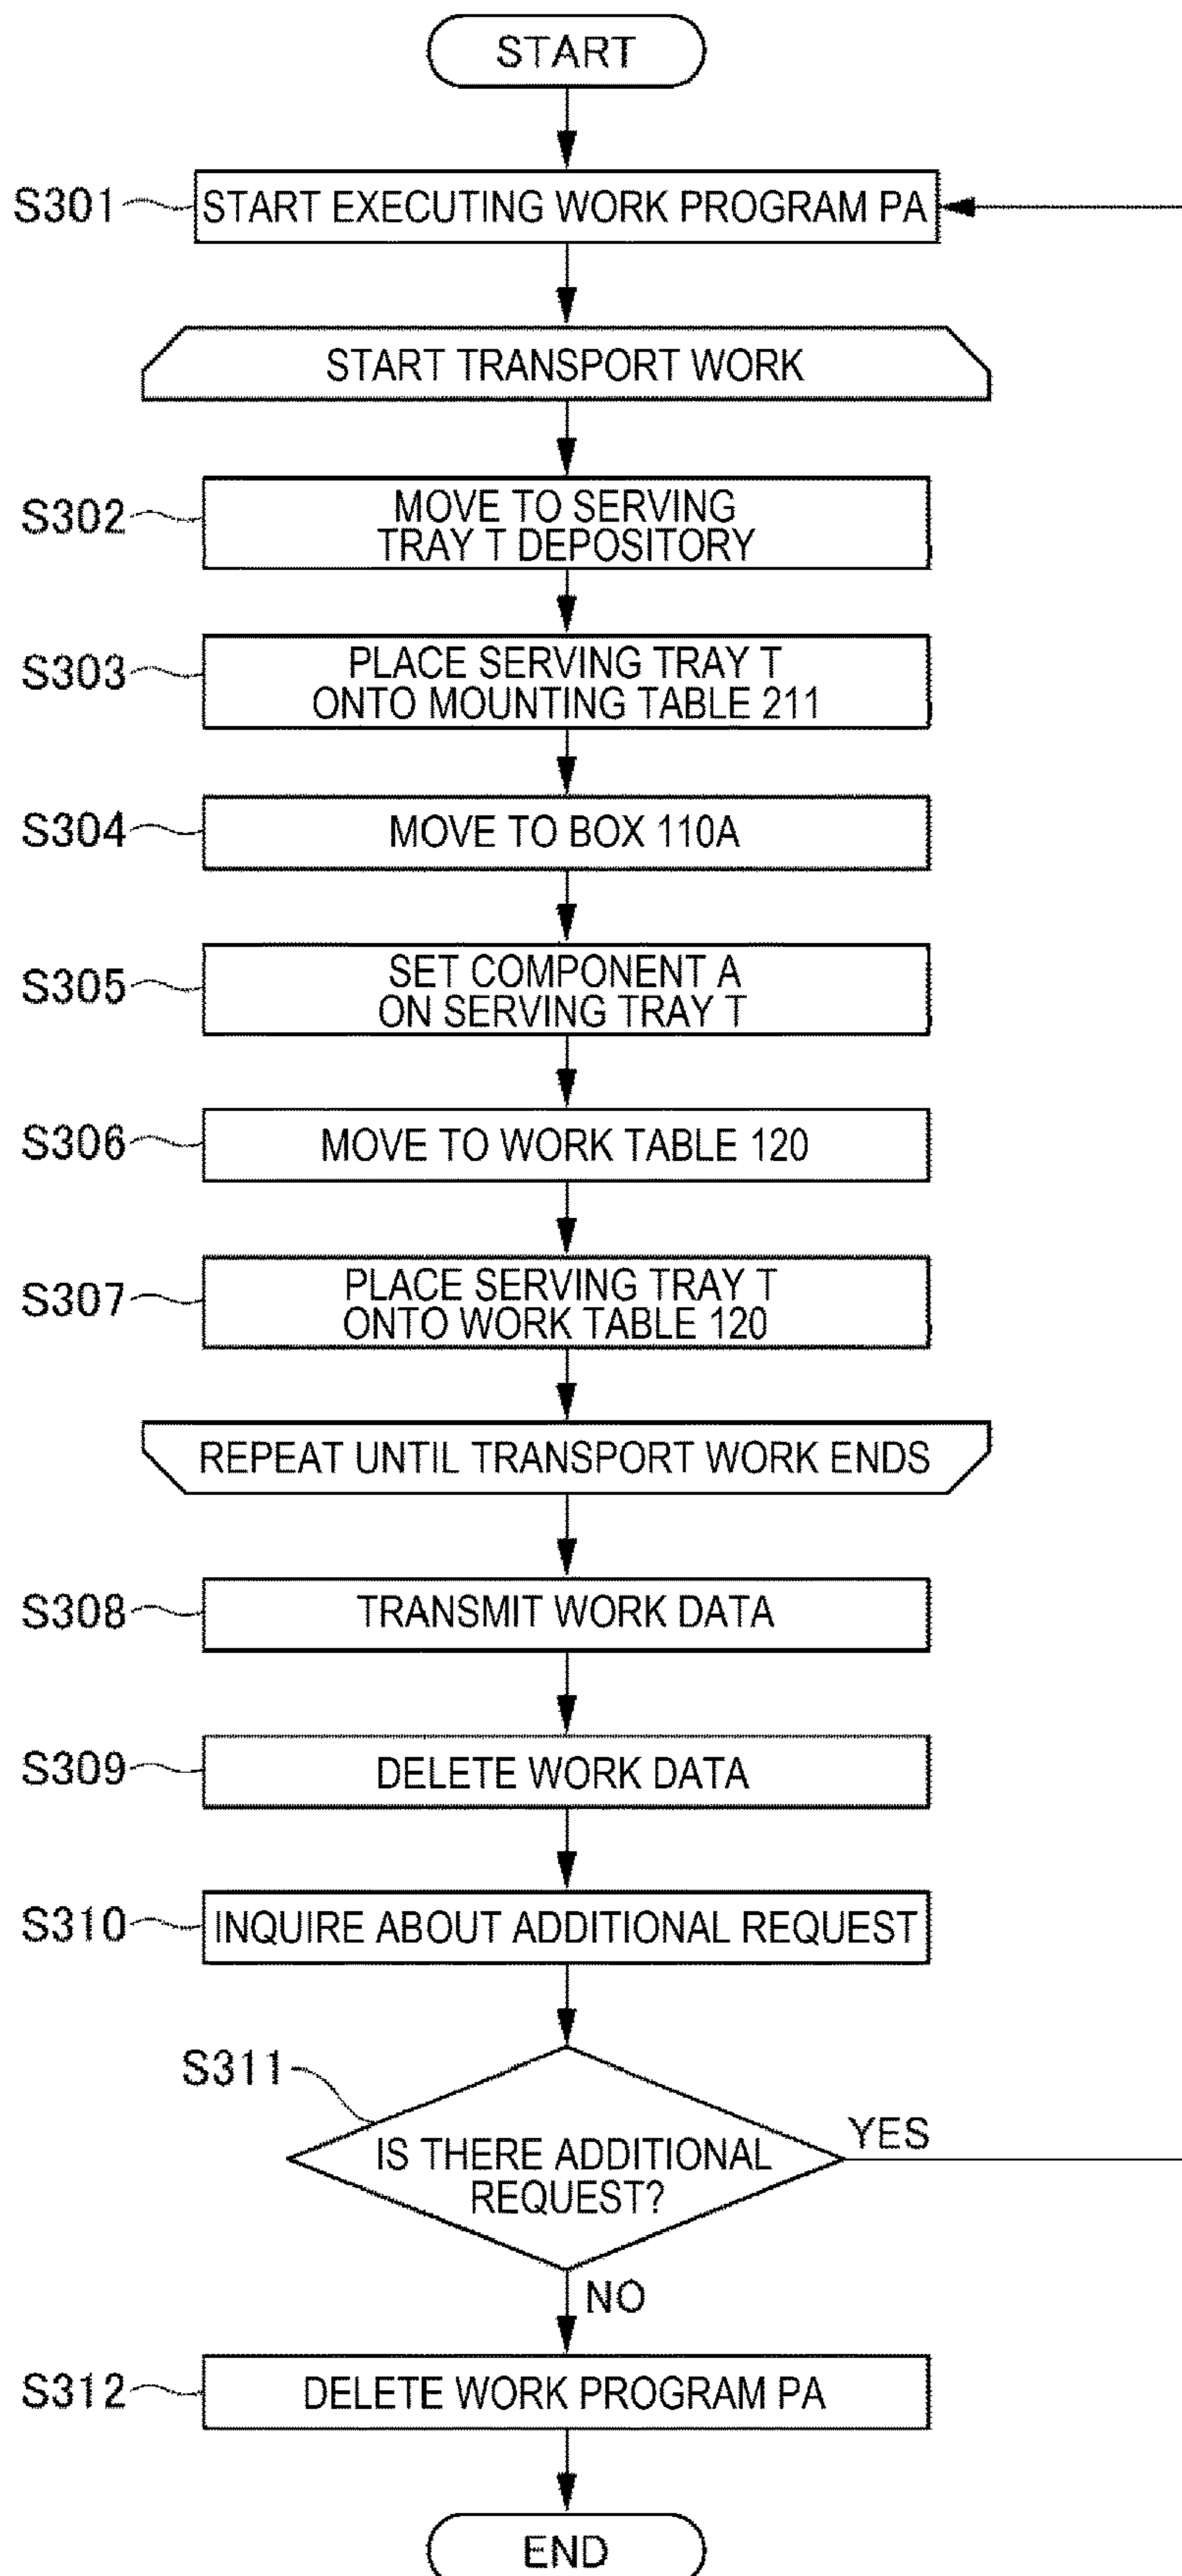 START
S301
START EXECUTING WORK PROGRAM PA
START TRANSPORT WORK
S302
MOVE TO SERVING
TRAY T DEPOSITORY
S303
PLACE SERVING TRAY T
ONTO MOUNTING TABLE 211
S304
MOVE TO BOX 110A
S305
SET COMPONENT A
ON SERVING TRAY T
S306
MOVE TO WORK TABLE 120
S307
PLACE SERVING TRAY T
ONTO WORK TABLE 120
REPEAT UNTIL TRANSPORT WORK ENDS
S308
TRANSMIT WORK DATA
S309
DELETE WORK DATA
S310
INQUIRE ABOUT ADDITIONAL REQUEST
S311
IS THERE ADDITIONAL
REQUEST?
YES
NO
S312
DELETE WORK PROGRAM PA
END